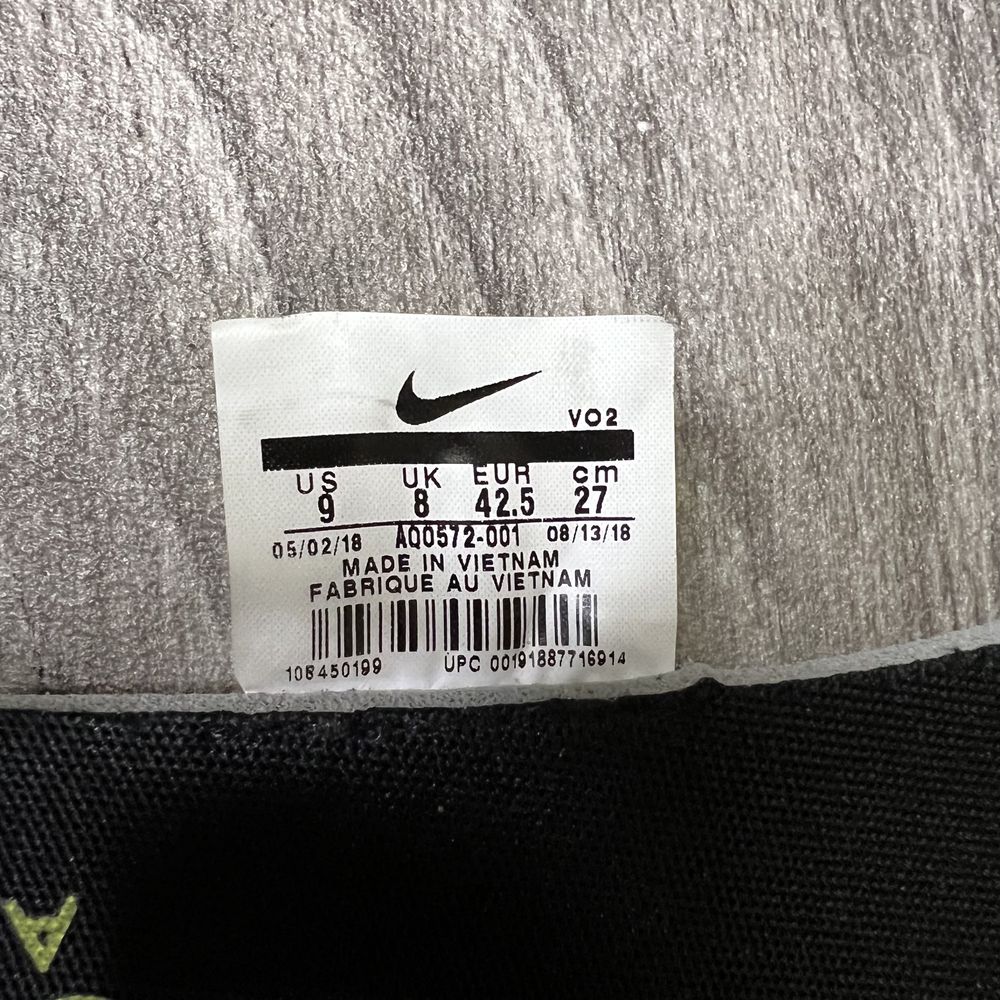 VO2
US UK EUR cm
9 8 42.5 27
05/02/18 AQ0572-001 08/13/18
MADE IN VIETNAM
FABRIQUE AU VIETNAM
108450199 UPC 00191887716914
A